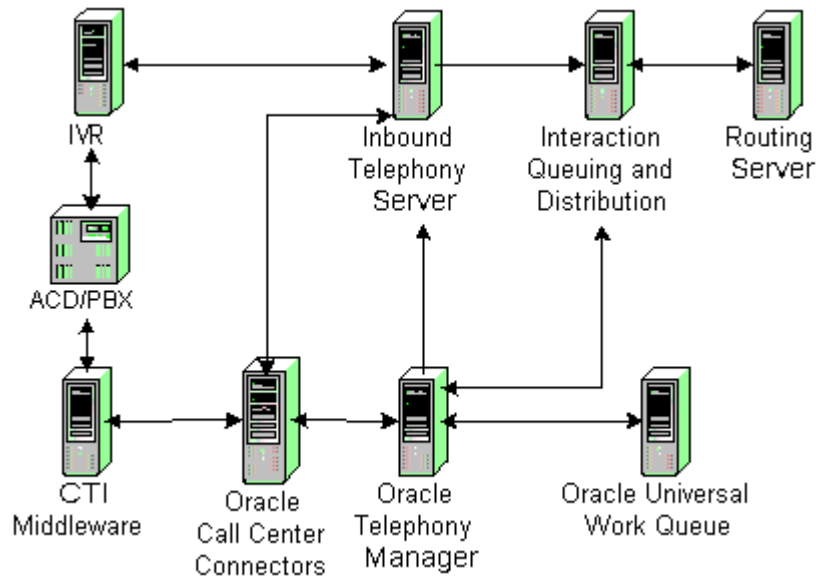 IVR
Inbound
Telephony
Server
Interaction
Queuing and
Distribution
Routing
Server
ACD/PBX
CTI
Middleware
Oracle
Call Center
Connectors
Oracle
Telephony
Manager
Oracle Universal
Work Queue